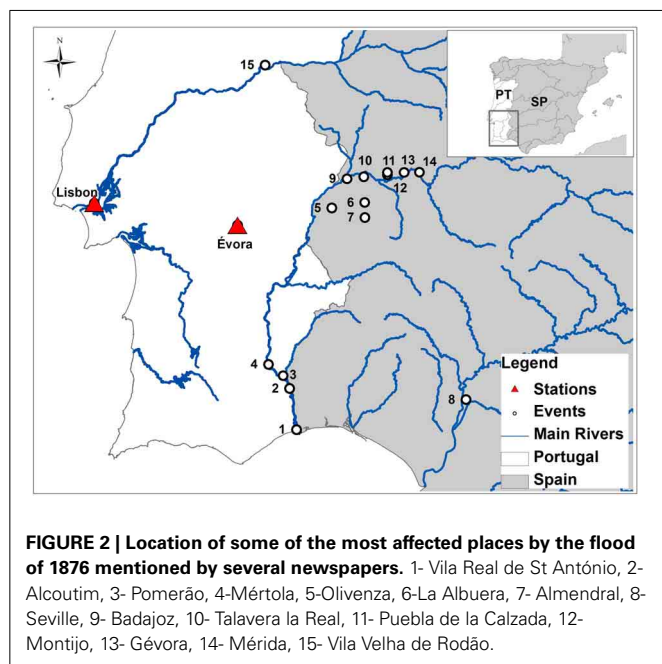 N
15
PT
SP
Lisbon
Évora
9
10
11
13
14
12
5
6
7
4
3
2
1
8
Legend
Stations
Events
Main Rivers
Portugal
Spain
FIGURE 2 | Location of some of the most affected places by the flood
of 1876 mentioned by several newspapers. 1- Vila Real de St António, 2-
Alcoutim, 3- Pomerão, 4-Mértola, 5-Olivenza, 6-La Albuera, 7- Almendral, 8-
Seville, 9- Badajoz, 10- Talavera la Real, 11- Puebla de la Calzada, 12-
Montijo, 13- Gévora, 14- Mérida, 15- Vila Velha de Rodão.